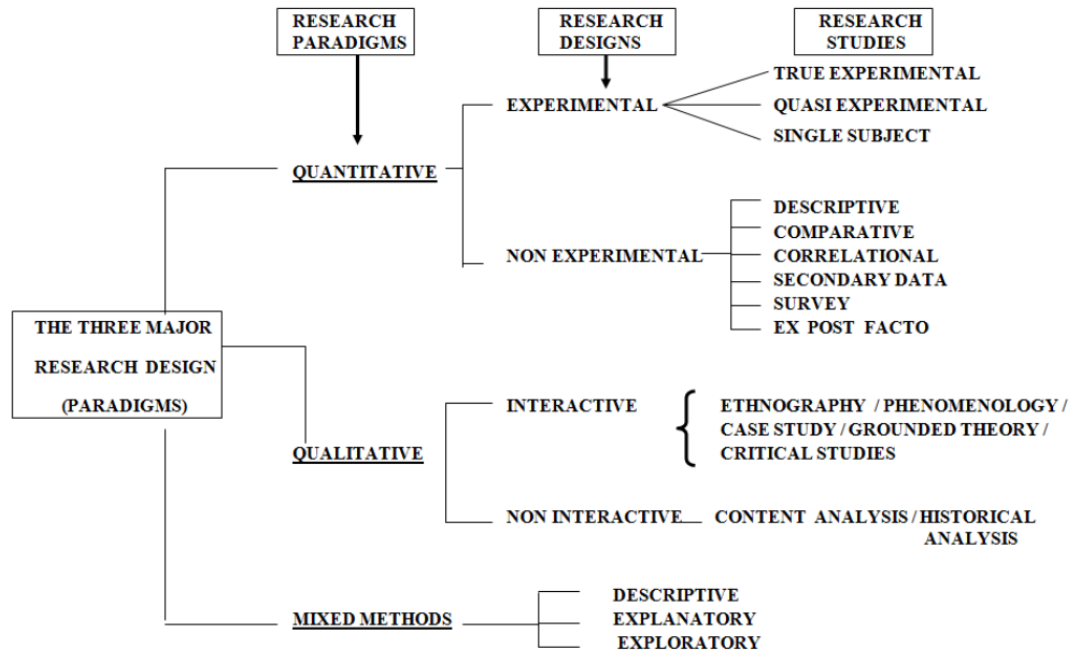 RESEARCH
PARADIGMS
RESEARCH
DESIGNS
RESEARCH
STUDIES
TRUE EXPERIMENTAL
EXPERIMENTAL
QUASI EXPERIMENTAL
SINGLE SUBJECT
QUANTITATIVE
DESCRIPTIVE
COMPARATIVE
NON EXPERIMENTAL
CORRELATIONAL
SECONDARY DATA
SURVEY
EX POST FACTO
THE THREE MAJOR
RESEARCH DESIGN
(PARADIGMS)
INTERACTIVE
ETHNOGRAPHY / PHENOMENOLOGY /
CASE STUDY / GROUNDED THEORY /
CRITICAL STUDIES
QUALITATIVE
NON INTERACTIVE
CONTENT ANALYSIS / HISTORICAL
ANALYSIS
MIXED METHODS
DESCRIPTIVE
EXPLANATORY
EXPLORATORY